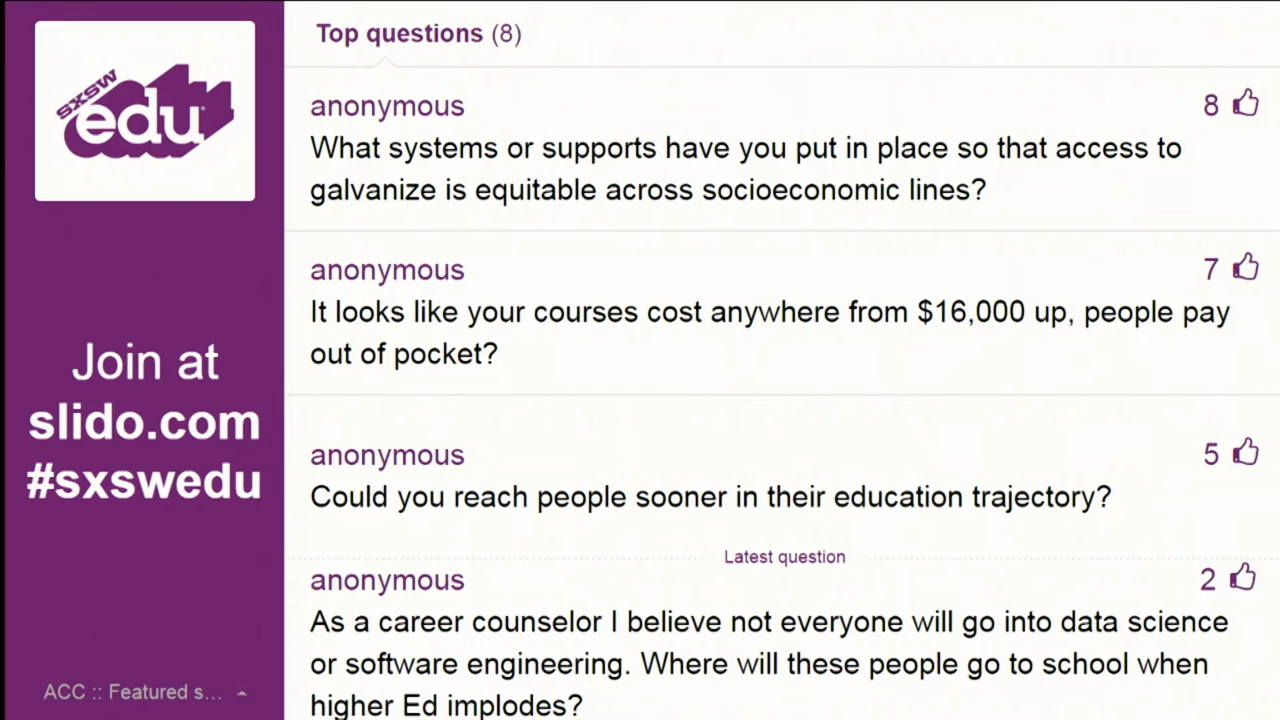 sxsw
edu
Join at
slido.com
#sxswedu
ACC :: Featured s...
Top questions (8)
anonymous
8
What systems or supports have you put in place so that access to
galvanize is equitable across socioeconomic lines?
anonymous
7
It looks like your courses cost anywhere from $16,000 up, people pay
out of pocket?
anonymous
5
Could you reach people sooner in their education trajectory?
Latest question
anonymous
2
As a career counselor I believe not everyone will go into data science
or software engineering. Where will these people go to school when
higher Ed implodes?